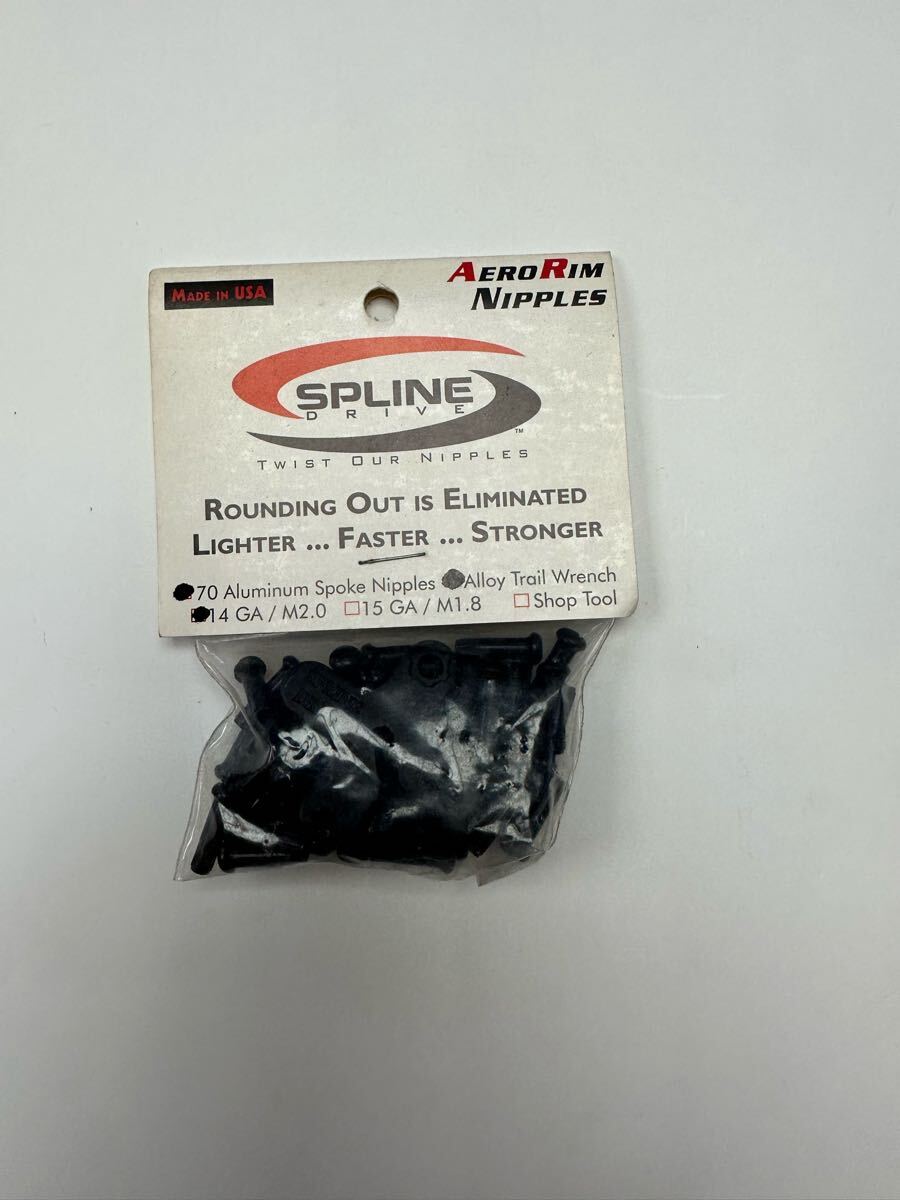 MADE IN USA
AERORIM
NIPPLES
SPLINE
DRIVE
TM
TWIST OUR NIPPLES
ROUNDING OUT IS ELIMINATED
LIGHTER ... FASTER ... STRONGER
70 Aluminum Spoke Nipples Alloy Trail Wrench
14 GA / M2.0 15 GA / M1.8 Shop Tool